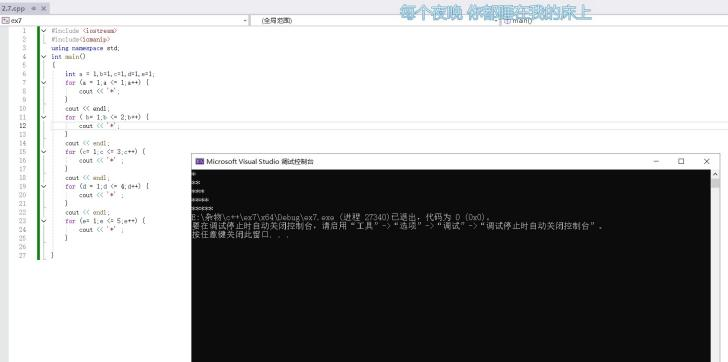 2.7.cpp
每个夜晚 你都睡在我的床上
ex7
(全局范围)
main()
1 #include <iostream>
2 #include<iomanip>
3 using namespace std;
4 int main()
5 {
6 int a = 1,b=1,c=1,d=1,e=1;
7 for (a = 1;a <= 1;a++) {
8 cout << '*';
9 }
10 cout << endl;
11 for ( b= 1;b <= 2;b++) {
12 cout << '*';
13 }
14 cout << endl;
15 for (c= 1;c <= 3;c++) {
16 cout << '*' ;
17 }
18 cout << endl;
19 for (d = 1;d <= 4;d++) {
20 cout << '*' ;
21 }
22 cout << endl;
23 for (e= 1;e <= 5;e++) {
24 cout << '*' ;
25 }
26
27 }
Microsoft Visual Studio 调试控制台
*
**
***
****
*****
E:\杂物\c++\ex7\x64\Debug\ex7.exe (进程 27340)已退出，代码为 0 (0x0)。
要在调试停止时自动关闭控制台，请启用“工具”->“选项”->“调试”->“调试停止时自动关闭控制台”。
按任意键关闭此窗口. . .